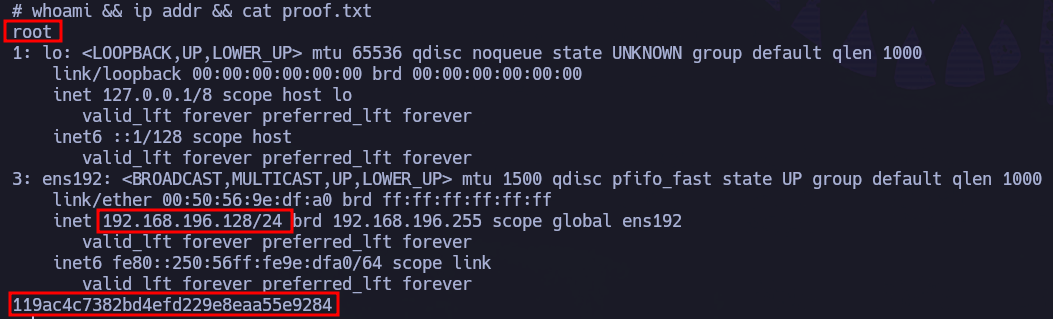 # whoami && ip addr && cat proof.txt
root
1: lo: <LOOPBACK,UP,LOWER_UP> mtu 65536 qdisc noqueue state UNKNOWN group default qlen 1000
    link/loopback 00:00:00:00:00:00 brd 00:00:00:00:00:00
    inet 127.0.0.1/8 scope host lo
       valid_lft forever preferred_lft forever
    inet6 ::1/128 scope host
       valid_lft forever preferred_lft forever
3: ens192: <BROADCAST,MULTICAST,UP,LOWER_UP> mtu 1500 qdisc pfifo_fast state UP group default qlen 1000
    link/ether 00:50:56:9e:df:a0 brd ff:ff:ff:ff:ff:ff
    inet 192.168.196.128/24 brd 192.168.196.255 scope global ens192
       valid_lft forever preferred_lft forever
    inet6 fe80::250:56ff:fe9e:dfa0/64 scope link
       valid_lft forever preferred_lft forever
119ac4c7382bd4efd229e8eaa55e9284